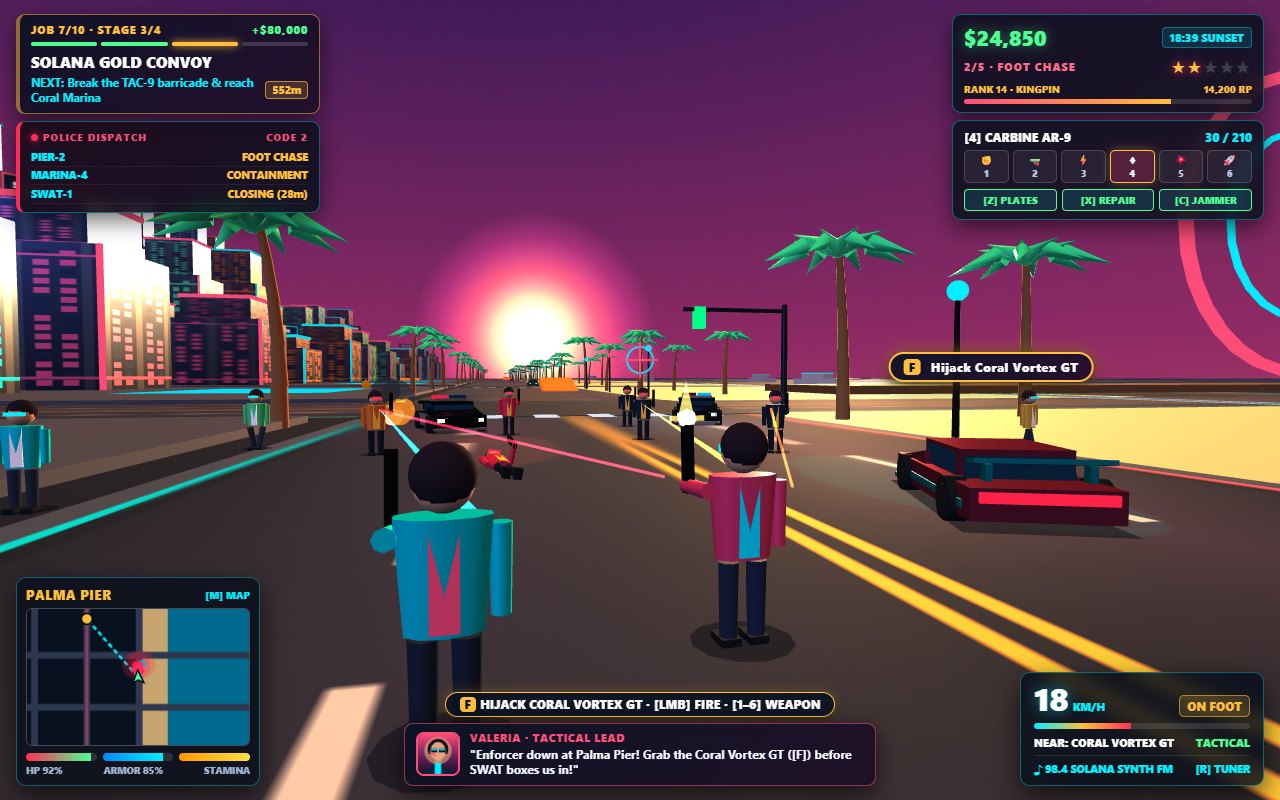 JOB 7/10 · STAGE 3/4
+$80,000
SOLANA GOLD CONVOY
NEXT: Break the TAC-9 barricade & reach
Coral Marina
552m
POLICE DISPATCH
CODE 2
PIER-2
FOOT CHASE
MARINA-4
CONTAINMENT
SWAT-1
CLOSING (28m)
$24,850
18:39 SUNSET
2/5 · FOOT CHASE
RANK 14 · KINGPIN
14,200 RP
[4] CARBINE AR-9
30 / 210
1
2
3
4
5
6
[Z] PLATES
[X] REPAIR
[C] JAMMER
F Hijack Coral Vortex GT
PALMA PIER
[M] MAP
HP 92%
ARMOR 85%
STAMINA
F HIJACK CORAL VORTEX GT · [LMB] FIRE · [1–6] WEAPON
VALERIA · TACTICAL LEAD
"Enforcer down at Palma Pier! Grab the Coral Vortex GT ([F]) before
SWAT boxes us in!"
18 KM/H
ON FOOT
NEAR: CORAL VORTEX GT
TACTICAL
♪ 98.4 SOLANA SYNTH FM
[R] TUNER